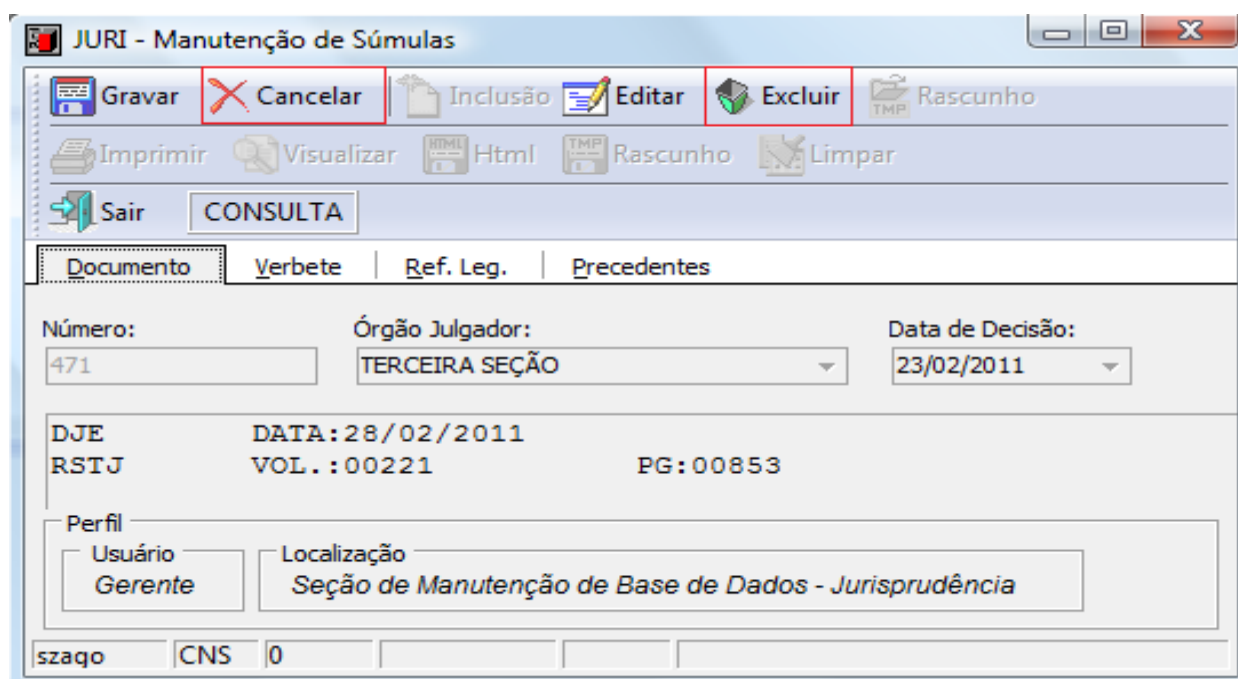 JURI - Manutenção de Súmulas
Gravar Cancelar Inclusão Editar Excluir TMP Rascunho
Imprimir Visualizar HTML Html TMP Rascunho Limpar
Sair CONSULTA
Documento Verbete Ref. Leg. Precedentes
Número: Órgão Julgador: Data de Decisão:
471 TERCEIRA SEÇÃO 23/02/2011
DJE DATA:28/02/2011
RSTJ VOL.:00221 PG:00853
Perfil
Usuário Localização
Gerente Seção de Manutenção de Base de Dados - Jurisprudência
szago CNS 0